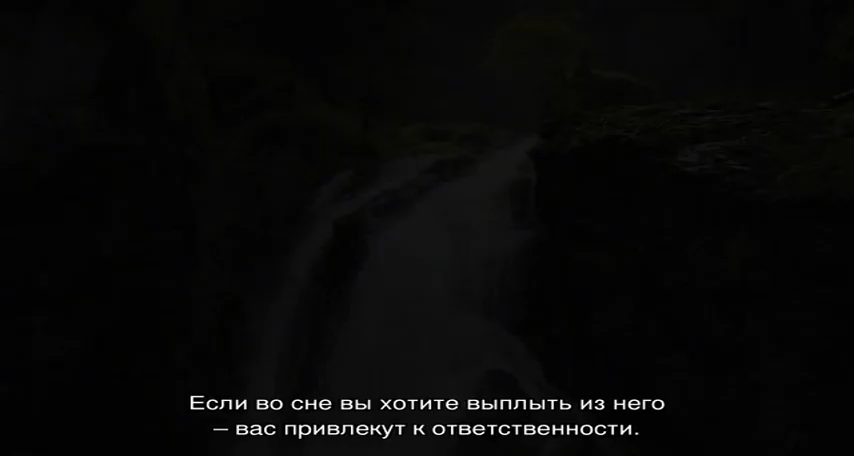 Если во сне вы хотите выплыть из него
– вас привлекут к ответственности.